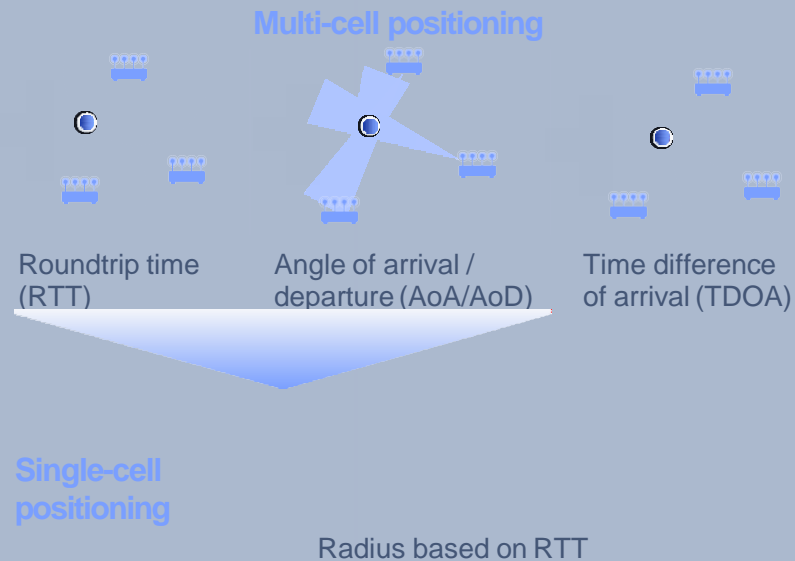 Multi-cell positioning
Roundtrip time
(RTT)
Angle of arrival /
departure (AoA/AoD)
Time difference
of arrival (TDOA)
Single-cell
positioning
Radius based on RTT